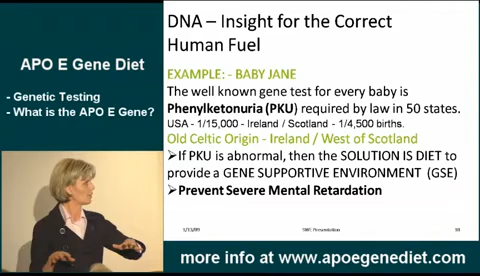 DNA – Insight for the Correct
Human Fuel
APO E Gene Diet
- Genetic Testing
- What is the APO E Gene?
EXAMPLE: - BABY JANE
The well known gene test for every baby is
Phenylketonuria (PKU) required by law in 50 states.
USA - 1/15,000 - Ireland / Scotland - 1/4,500 births.
Old Celtic Origin - Ireland / West of Scotland
➢If PKU is abnormal, then the SOLUTION IS DIET to
provide a GENE SUPPORTIVE ENVIRONMENT (GSE)
➢Prevent Severe Mental Retardation
Presentation
more info at www.apoegenediet.com